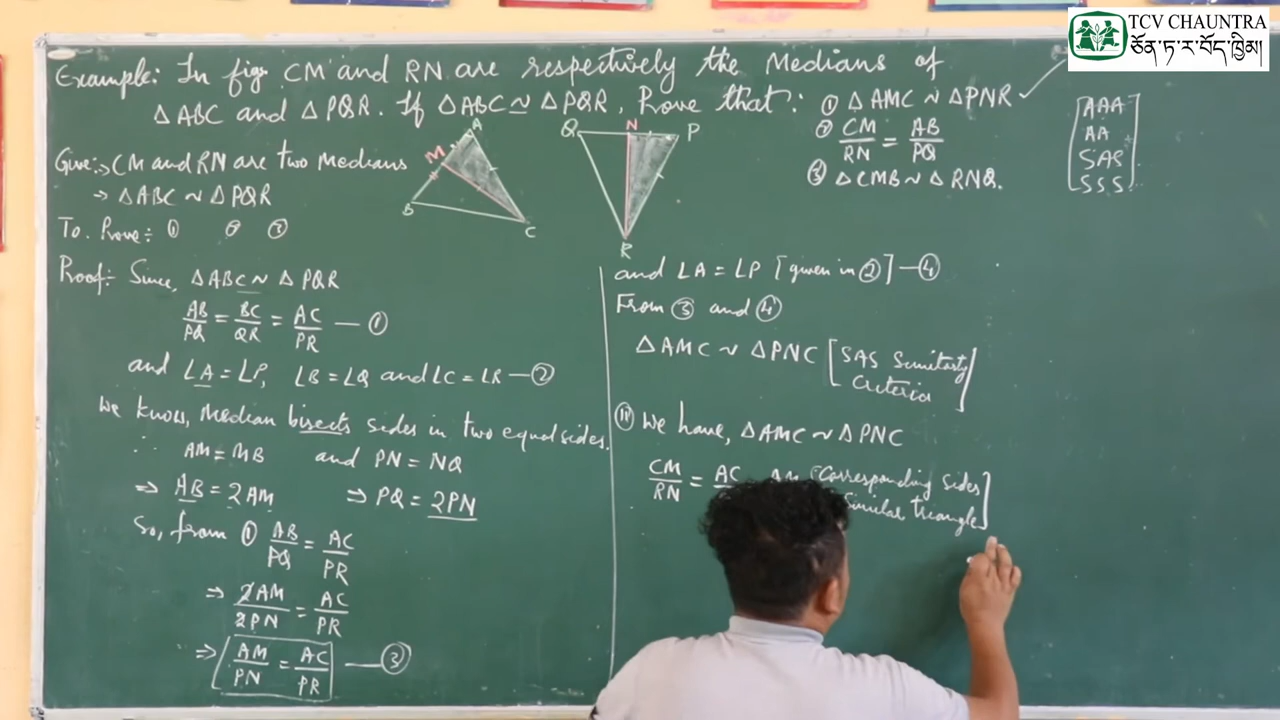 TCV CHAUNTRA
ཅོན་ཏ་ར་བོད་ཁྱིམ།
Example: In fig. CM and RN are respectively the Medians of
△ABC and △PQR. If △ABC ~ △PQR, Prove that: ① △AMC ~ △PNR ✓
② CM/RN = AB/PQ
③ △CMB ~ △RNQ.
[AAA
AA
SAS
SSS]
Give:→ CM and RN are two Medians
→ △ABC ~ △PQR
To. Prove: ① ② ③
A
M
B
C
Q
N
P
R
Proof:- Since, △ABC ~ △PQR
AB/PQ = BC/QR = AC/PR — ①
and ∠A = ∠P, ∠B = ∠Q and ∠C = ∠R — ②
We know, Median bisects sides in two equal sides.
∴ AM = MB and PN = NQ
⇒ AB = 2AM ⇒ PQ = 2PN
So, from ① AB/PQ = AC/PR
⇒ 2AM/2PN = AC/PR
⇒ AM/PN = AC/PR — ③
and ∠A = ∠P [given in ②] — ④
From ③ and ④
△AMC ~ △PNC [SAS
Criteria]
⑪ We have, △AMC ~ △PNC
CM/RN = AC [Corresponding Sides
Similar triangle]